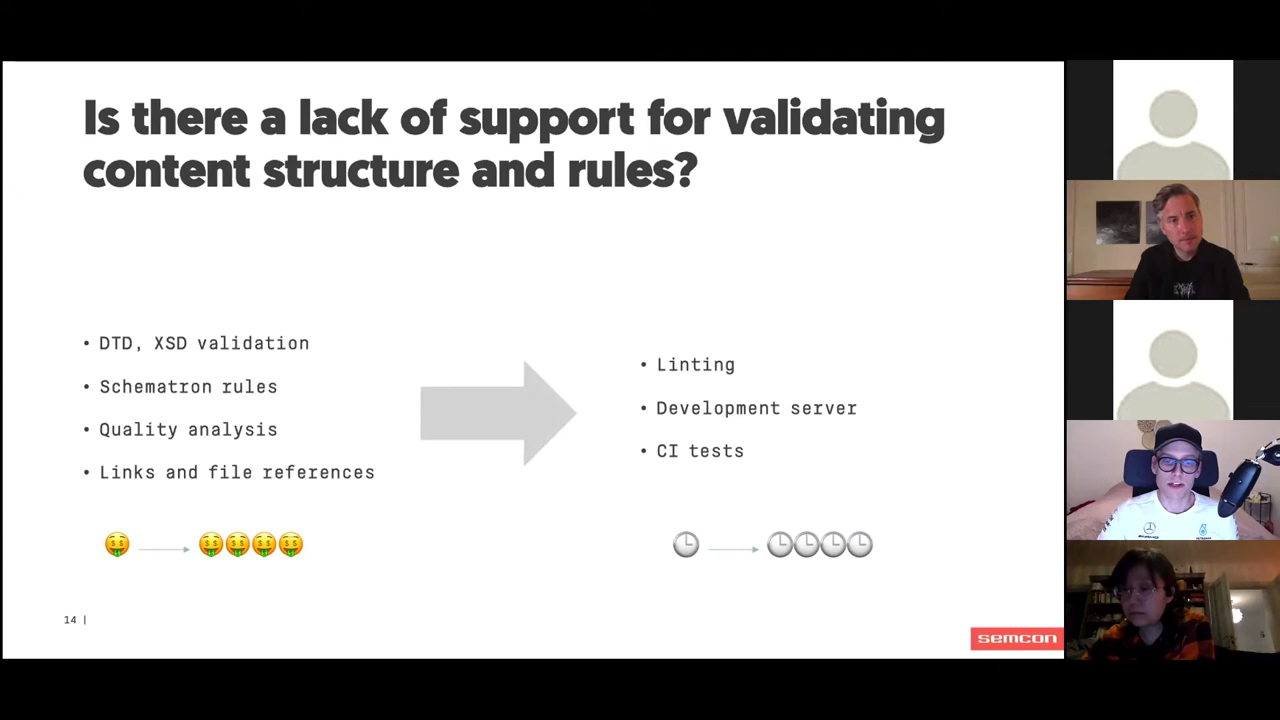 Is there a lack of support for validating
content structure and rules?
• DTD, XSD validation
• Schematron rules
• Quality analysis
• Links and file references
• Linting
• Development server
• CI tests
14 |
semcon